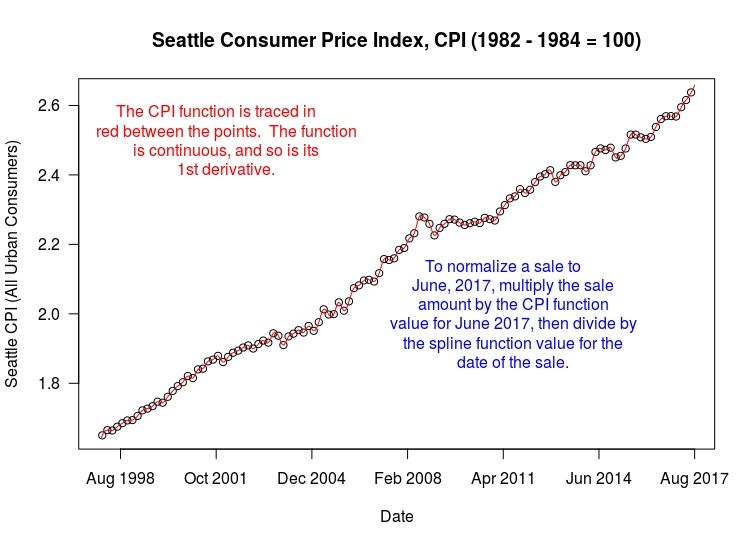 Seattle Consumer Price Index, CPI (1982 - 1984 = 100)
The CPI function is traced in
red between the points.  The function
is continuous, and so is its
1st derivative.
To normalize a sale to
June, 2017, multiply the sale
amount by the CPI function
value for June 2017, then divide by
the spline function value for the
date of the sale.
Seattle CPI (All Urban Consumers)
2.6
2.4
2.2
2.0
1.8
Aug 1998 Oct 2001 Dec 2004 Feb 2008 Apr 2011 Jun 2014 Aug 2017
Date